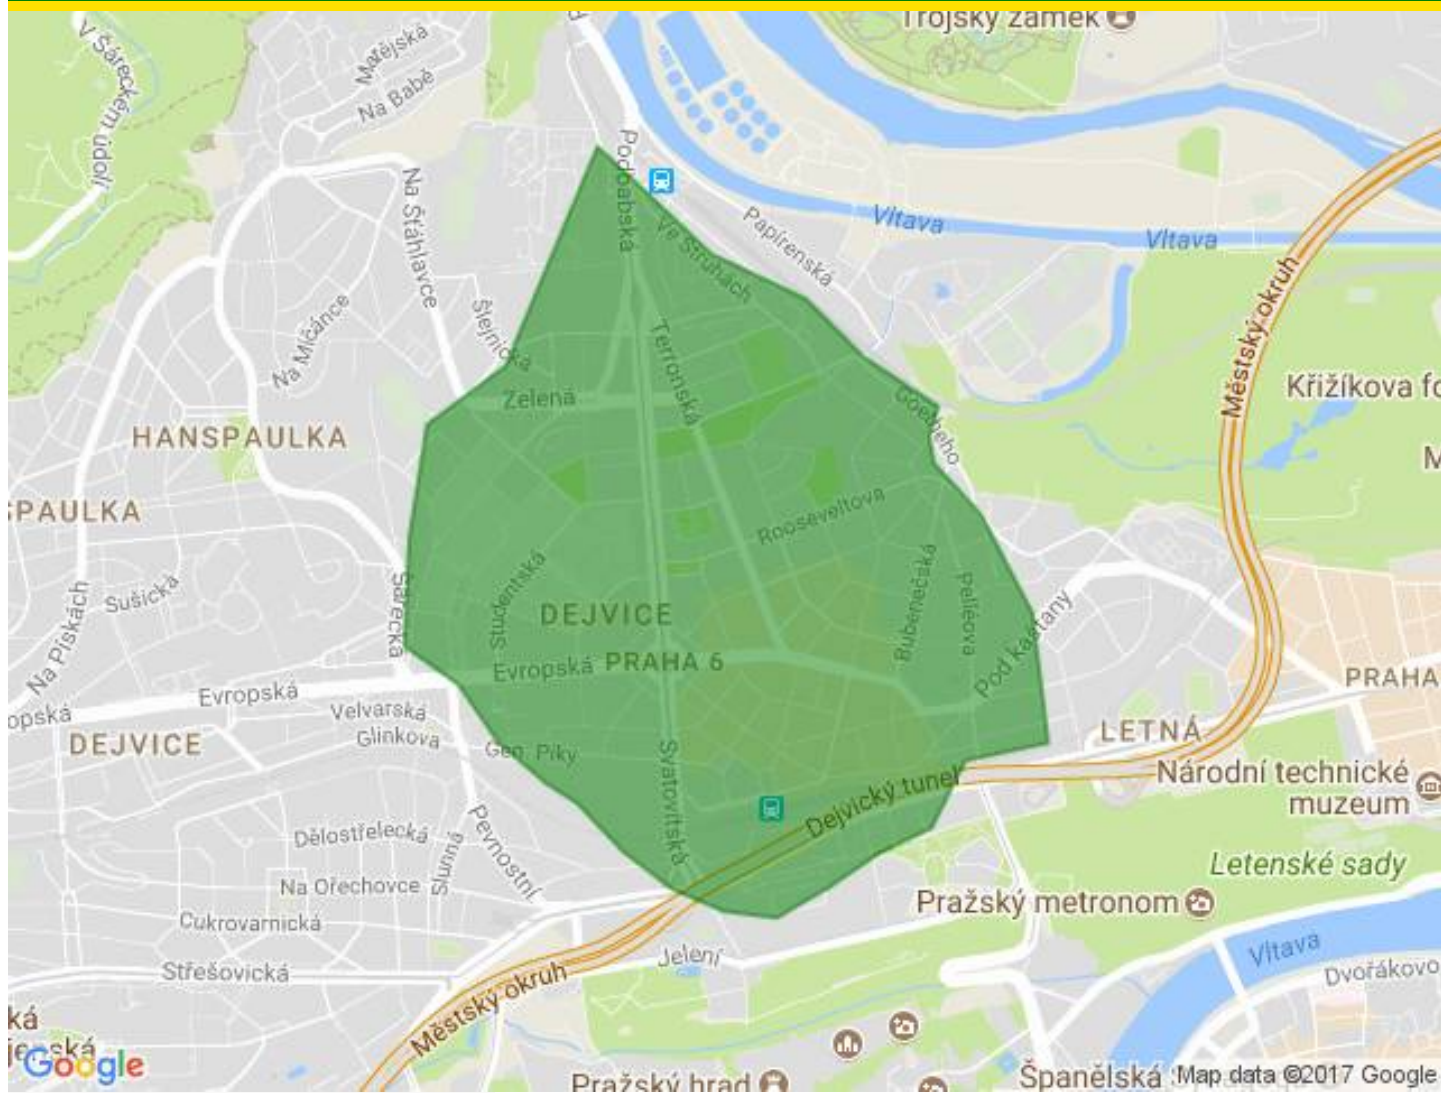 Trojský zámek
V Šáreckém údolí
Matějská
Na Babě
Podbabská
Na Šťáhlavce
Ve Struhách
Papírenská
Vltava
Vltava
Městský okruh
Šlejnická
Na Míčánce
Terronská
Zelená
Goetheho
Křižíkova fo
HANSPAULKA
M
SPAULKA
Rooseveltova
Studentská
Sušická
Šárecká
DEJVICE
Bubenečská
Pelléova
Pod kaštany
Na Pískách
Evropská
PRAHA 6
Evropská
opská
Velvarská
Glinkova
PRAHA
DEJVICE
LETNÁ
Gen. Píky
Svatovítská
Dejvický tunel
Národní technické
muzeum
Dělostřelecká
Slunná
Pevnostní
Letenské sady
Na Ořechovce
Pražský metronom
Cukrovarnická
Jelení
Vltava
Střešovická
Dvořákovo
Městský okruh
ká
Google
Pražský hrad
Španělská
Map data ©2017 Google